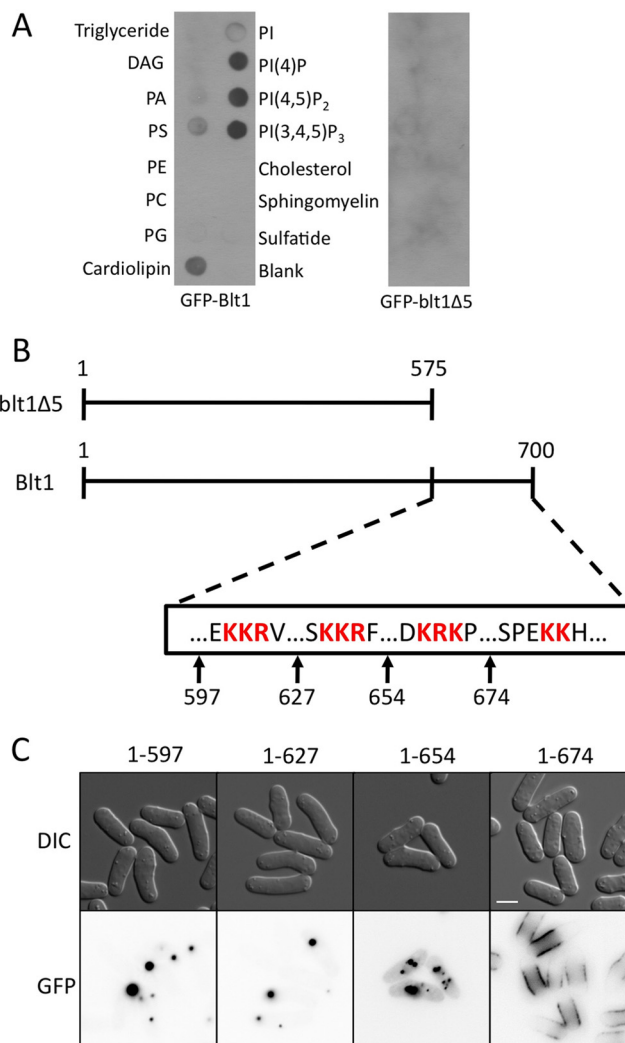 A
Triglyceride PI
DAG PI(4)P
PA PI(4,5)P2
PS PI(3,4,5)P3
PE Cholesterol
PC Sphingomyelin
PG Sulfatide
Cardiolipin Blank
GFP-Blt1 GFP-blt1Δ5
B
1 575
blt1Δ5
1 700
Blt1
...EKKRV...SKKRF...DKRKP...SPEKKH...
597 627 654 674
C
1-597 1-627 1-654 1-674
DIC
GFP